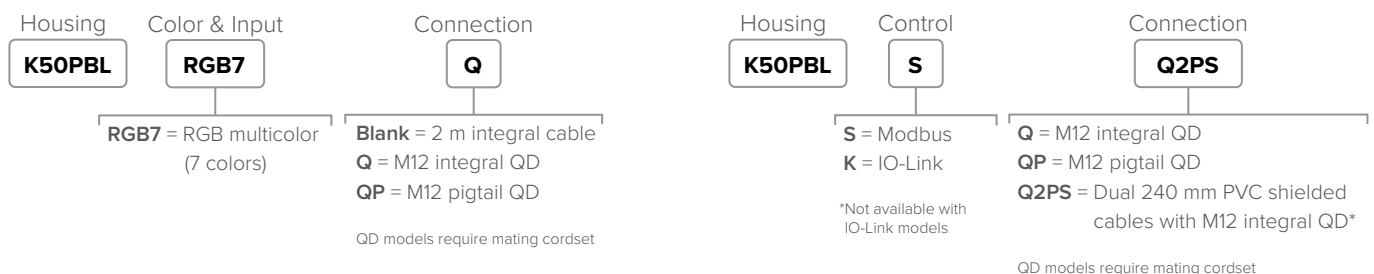 Housing Color & Input Connection
K50PBL RGB7 Q
RGB7 = RGB multicolor
(7 colors)
Blank = 2 m integral cable
Q = M12 integral QD
QP = M12 pigtail QD
QD models require mating cordset
Housing Control Connection
K50PBL S Q2PS
S = Modbus
K = IO-Link
*Not available with
IO-Link models
Q = M12 integral QD
QP = M12 pigtail QD
Q2PS = Dual 240 mm PVC shielded
cables with M12 integral QD*
QD models require mating cordset